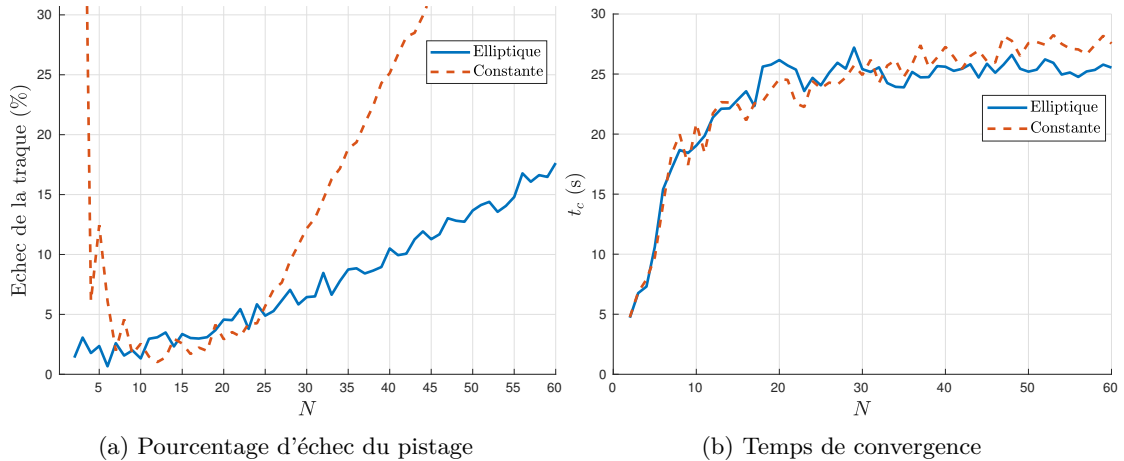 30
25
20
15
10
5
0
5 10 15 20 25 30 35 40 45 50 55 60
Echec de la traque (%)
N
Elliptique
Constante
(a) Pourcentage d'échec du pistage
30
25
20
15
10
5
0
0 10 20 30 40 50 60
t_c (s)
N
Elliptique
Constante
(b) Temps de convergence